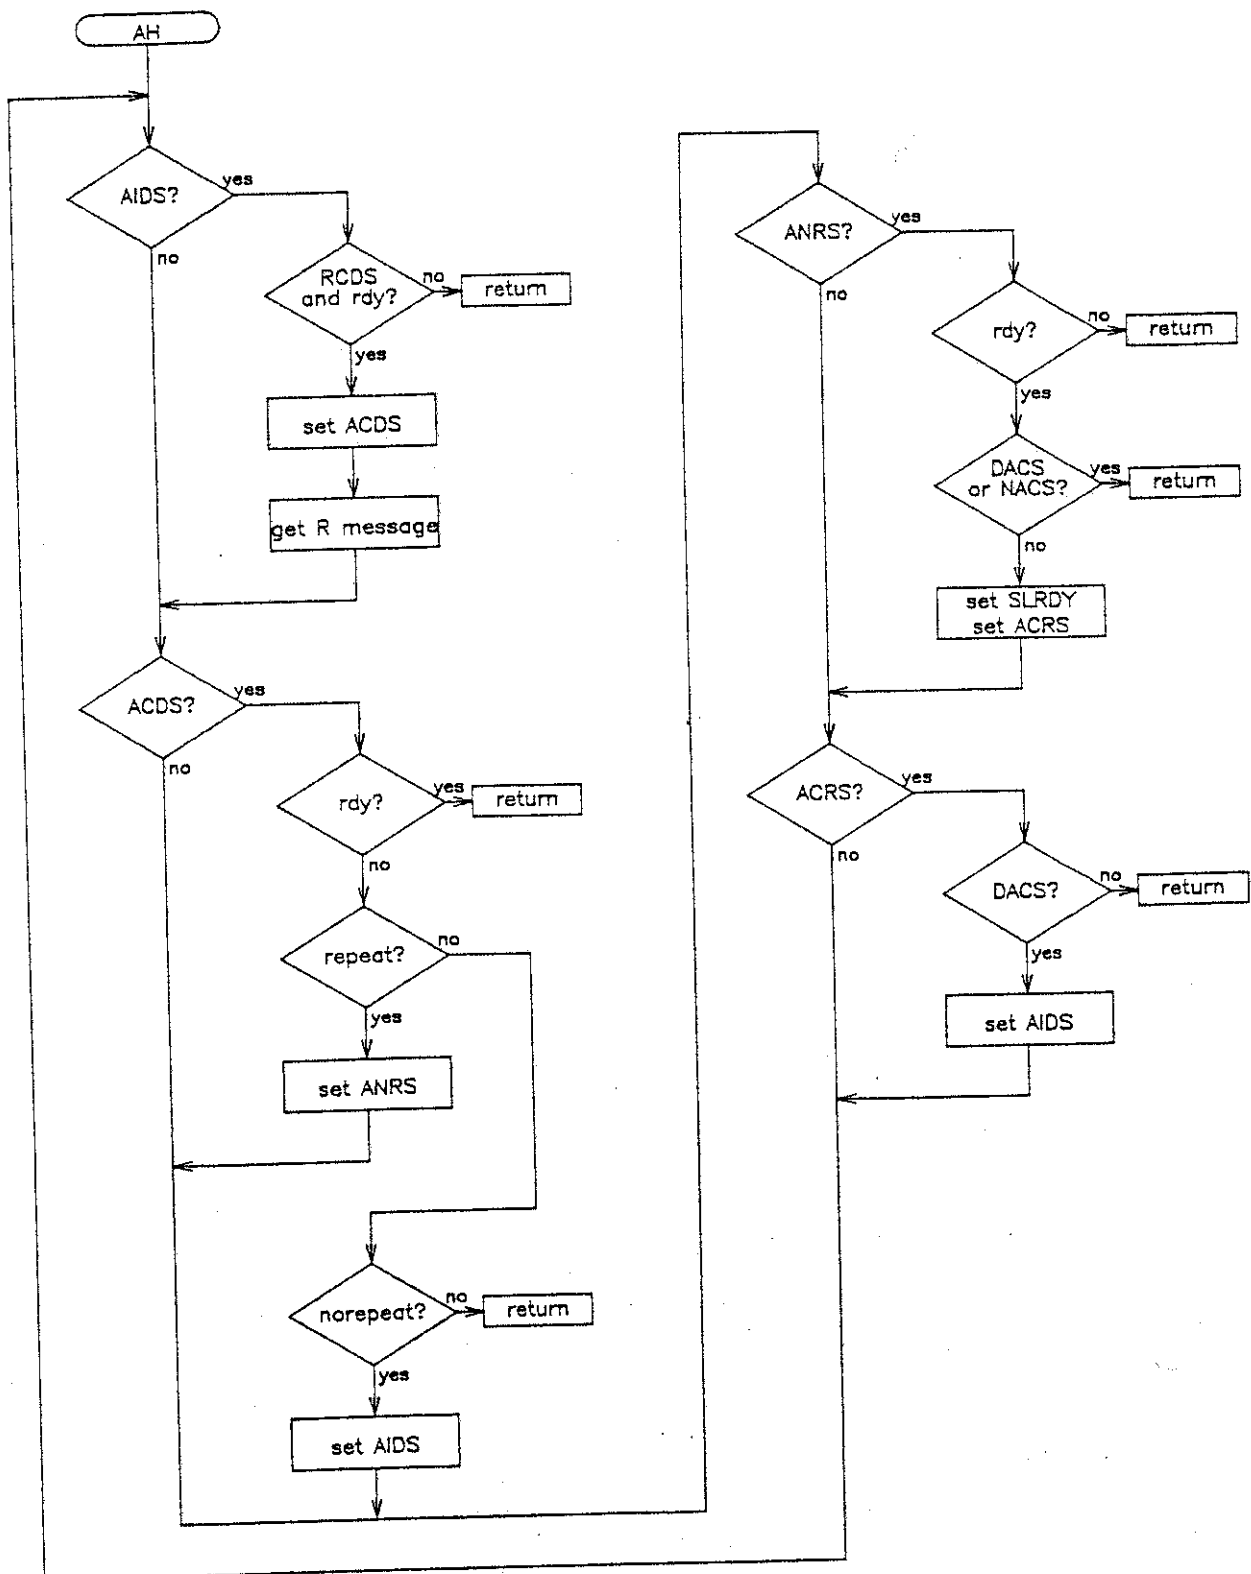 AH
AIDS?
yes
no
RCDS
and rdy?
no
return
yes
set ACDS
get R message
ACDS?
yes
no
rdy?
yes
return
no
repeat?
no
yes
set ANRS
norepeat?
no
return
yes
set AIDS
ANRS?
yes
no
rdy?
no
return
yes
DACS
or NACS?
yes
return
no
set SLRDY
set ACRS
ACRS?
yes
no
DACS?
no
return
yes
set AIDS